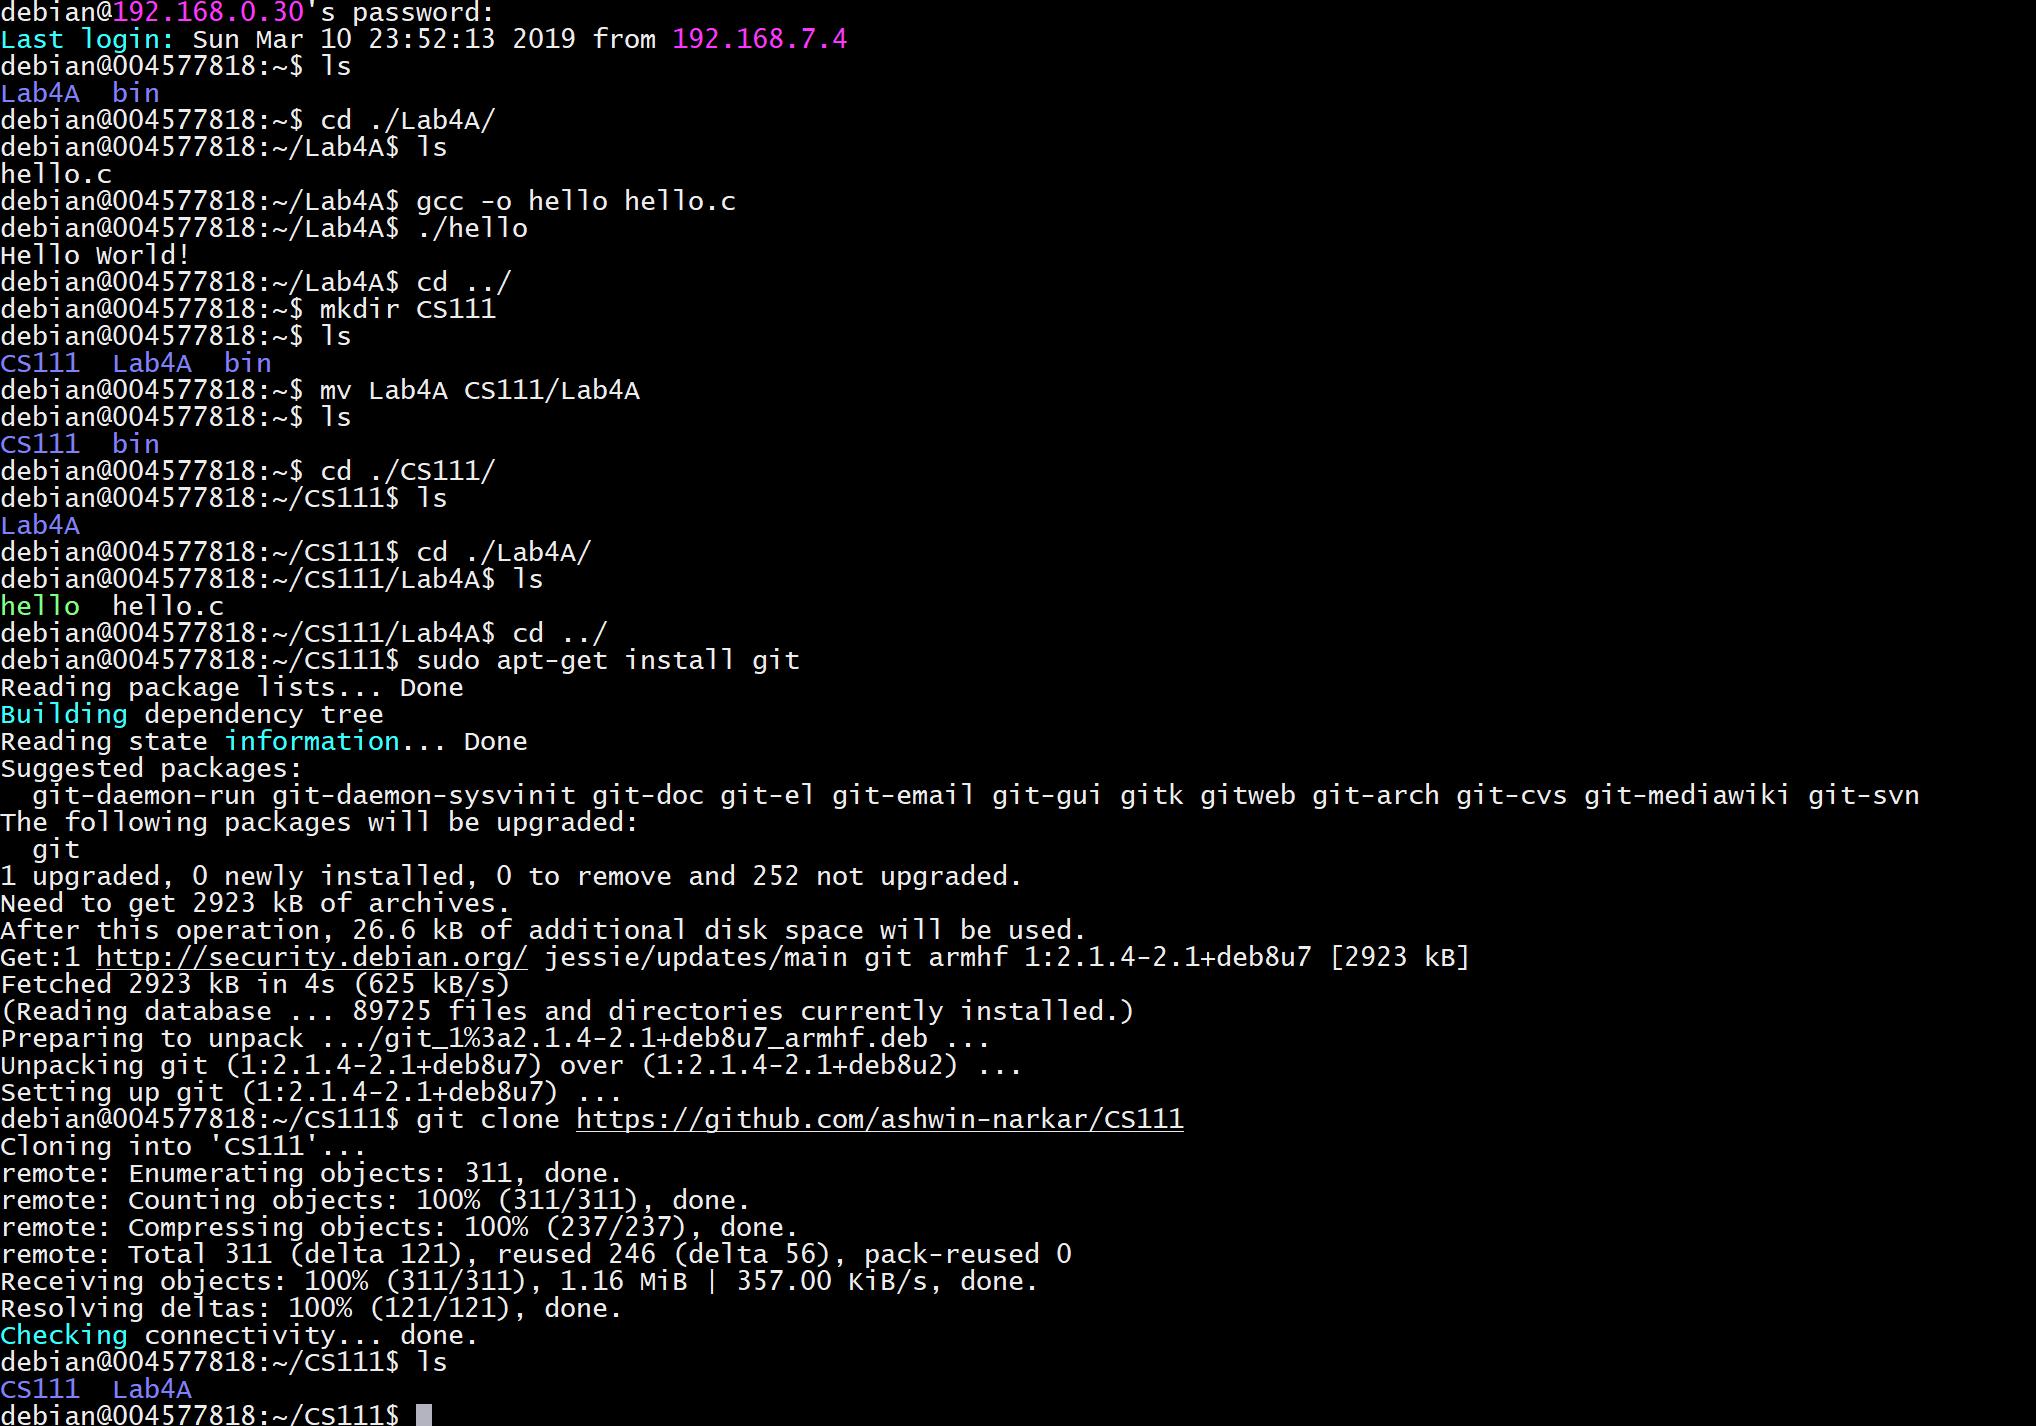 debian@192.168.0.30's password:
Last login: Sun Mar 10 23:52:13 2019 from 192.168.7.4
debian@004577818:~$ ls
Lab4A  bin
debian@004577818:~$ cd ./Lab4A/
debian@004577818:~/Lab4A$ ls
hello.c
debian@004577818:~/Lab4A$ gcc -o hello hello.c
debian@004577818:~/Lab4A$ ./hello
Hello World!
debian@004577818:~/Lab4A$ cd ../
debian@004577818:~$ mkdir CS111
debian@004577818:~$ ls
CS111  Lab4A  bin
debian@004577818:~$ mv Lab4A CS111/Lab4A
debian@004577818:~$ ls
CS111  bin
debian@004577818:~$ cd ./CS111/
debian@004577818:~/CS111$ ls
Lab4A
debian@004577818:~/CS111$ cd ./Lab4A/
debian@004577818:~/CS111/Lab4A$ ls
hello  hello.c
debian@004577818:~/CS111/Lab4A$ cd ../
debian@004577818:~/CS111$ sudo apt-get install git
Reading package lists... Done
Building dependency tree
Reading state information... Done
Suggested packages:
  git-daemon-run git-daemon-sysvinit git-doc git-el git-email git-gui gitk gitweb git-arch git-cvs git-mediawiki git-svn
The following packages will be upgraded:
  git
1 upgraded, 0 newly installed, 0 to remove and 252 not upgraded.
Need to get 2923 kB of archives.
After this operation, 26.6 kB of additional disk space will be used.
Get:1 http://security.debian.org/ jessie/updates/main git armhf 1:2.1.4-2.1+deb8u7 [2923 kB]
Fetched 2923 kB in 4s (625 kB/s)
(Reading database ... 89725 files and directories currently installed.)
Preparing to unpack .../git_1%3a2.1.4-2.1+deb8u7_armhf.deb ...
Unpacking git (1:2.1.4-2.1+deb8u7) over (1:2.1.4-2.1+deb8u2) ...
Setting up git (1:2.1.4-2.1+deb8u7) ...
debian@004577818:~/CS111$ git clone https://github.com/ashwin-narkar/CS111
Cloning into 'CS111'...
remote: Enumerating objects: 311, done.
remote: Counting objects: 100% (311/311), done.
remote: Compressing objects: 100% (237/237), done.
remote: Total 311 (delta 121), reused 246 (delta 56), pack-reused 0
Receiving objects: 100% (311/311), 1.16 MiB | 357.00 KiB/s, done.
Resolving deltas: 100% (121/121), done.
Checking connectivity... done.
debian@004577818:~/CS111$ ls
CS111  Lab4A
debian@004577818:~/CS111$